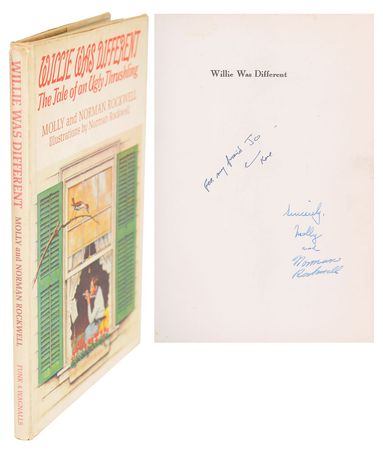 WILLIE WAS DIFFERENT MOLLY and NORMAN ROCKWELL FUNK & WAGNALLS
WILLIE WAS DIFFERENT
The Tale of an Ugly Thrushling
MOLLY and NORMAN ROCKWELL
Illustrations by Norman Rockwell
Willie Was Different
For my friend Jo
Sincerely,
Molly
and
Norman
Rockwell